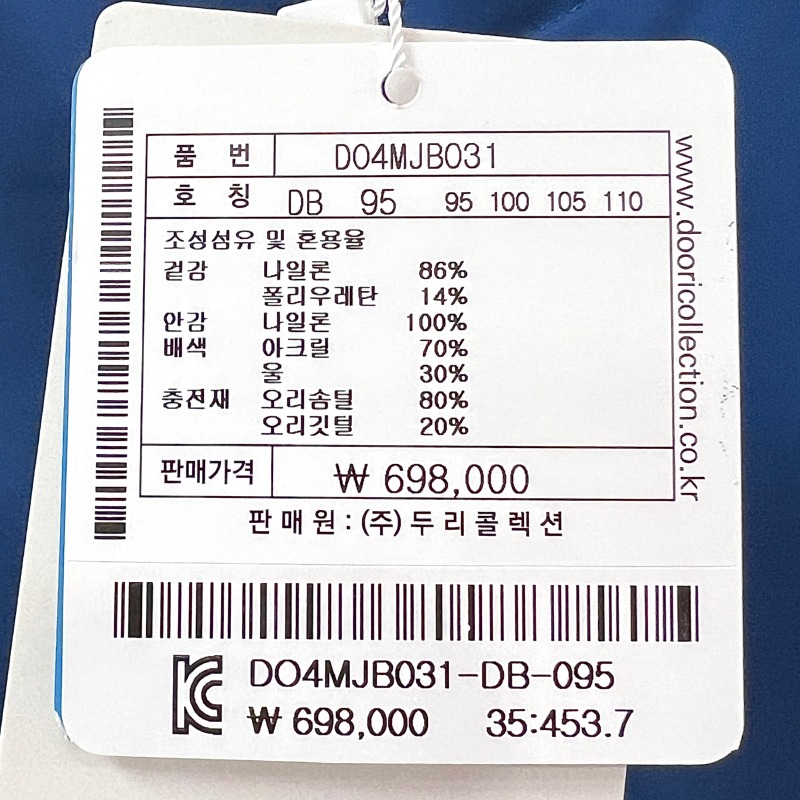 품 번 DO4MJB031
호 칭 DB 95 95 100 105 110
조성섬유 및 혼용율
겉감 나일론 86%
폴리우레탄 14%
안감 나일론 100%
배색 아크릴 70%
울 30%
충전재 오리솜털 80%
오리깃털 20%
판매가격 ₩ 698,000
판매원 : (주)두리콜렉션
www.dooricollection.co.kr
KC DO4MJB031-DB-095
₩ 698,000 35:453.7